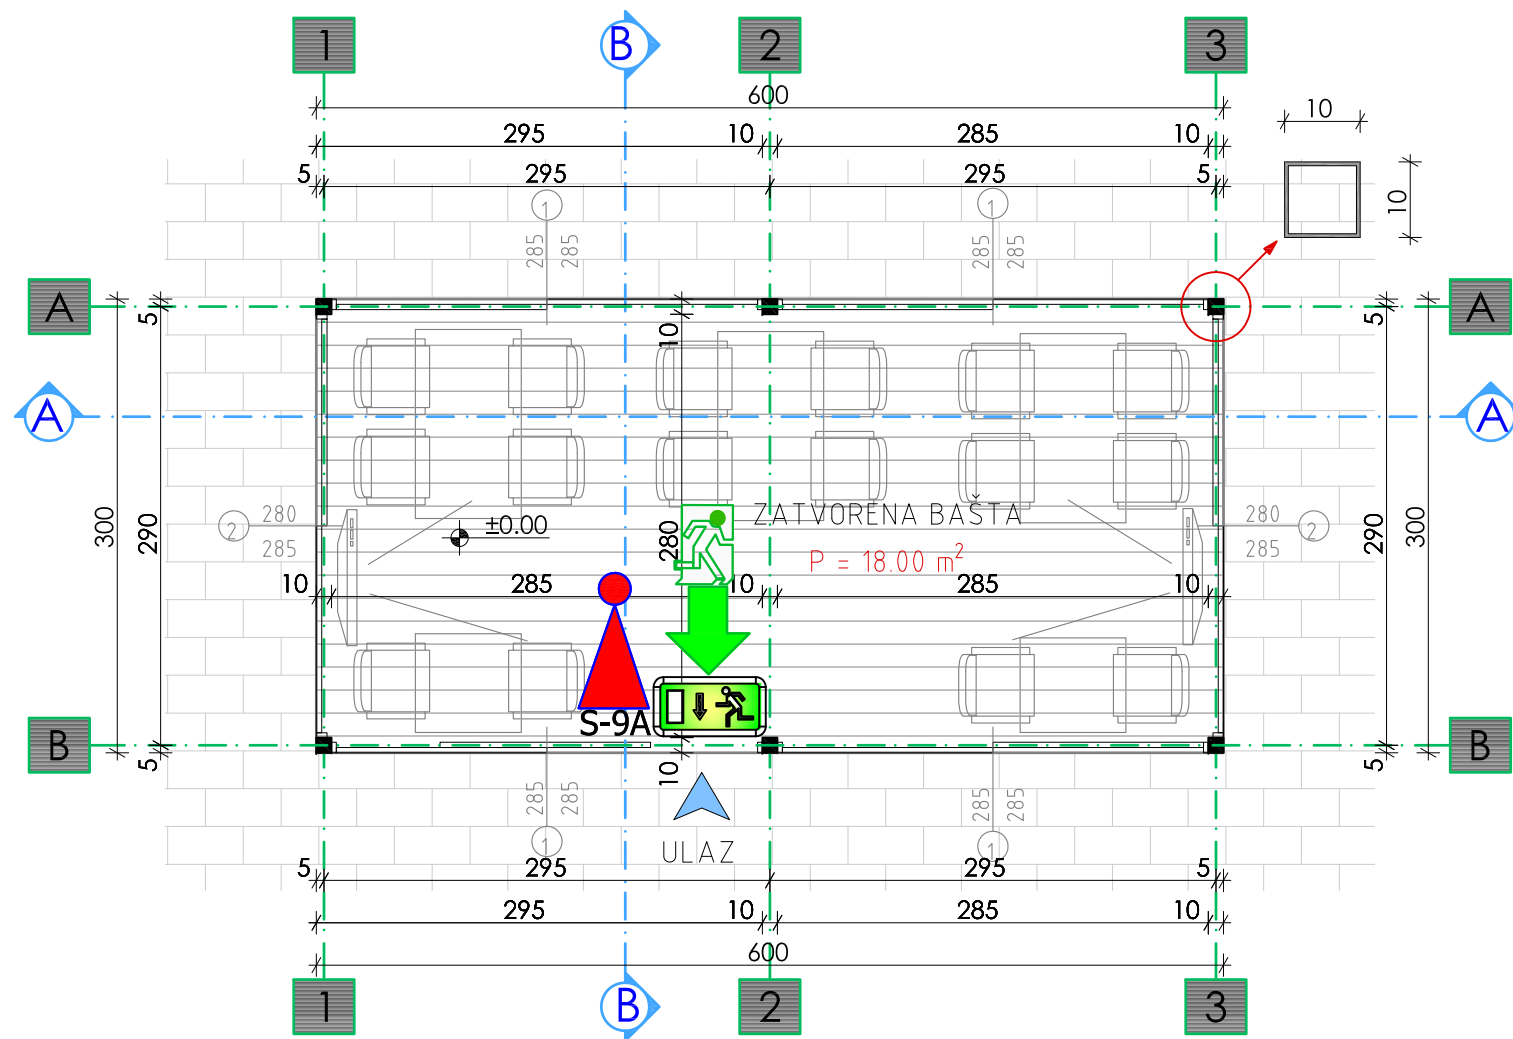 1 B 2 3
600
10
295 10 285 10
5 295 295 5
10
1 1
285 285 285 285
A A
5 10 5
A A
280 280
2 2
285 285
300 290 290 300
±0.00
ZATVORENA BAŠTA
280
P = 18.00 m²
10 285 10 285 10
S-9A
B B
5 10 5
285 285 285 285
1 1
ULAZ
5 295 295 5
295 10 285 10
600
1 B 2 3